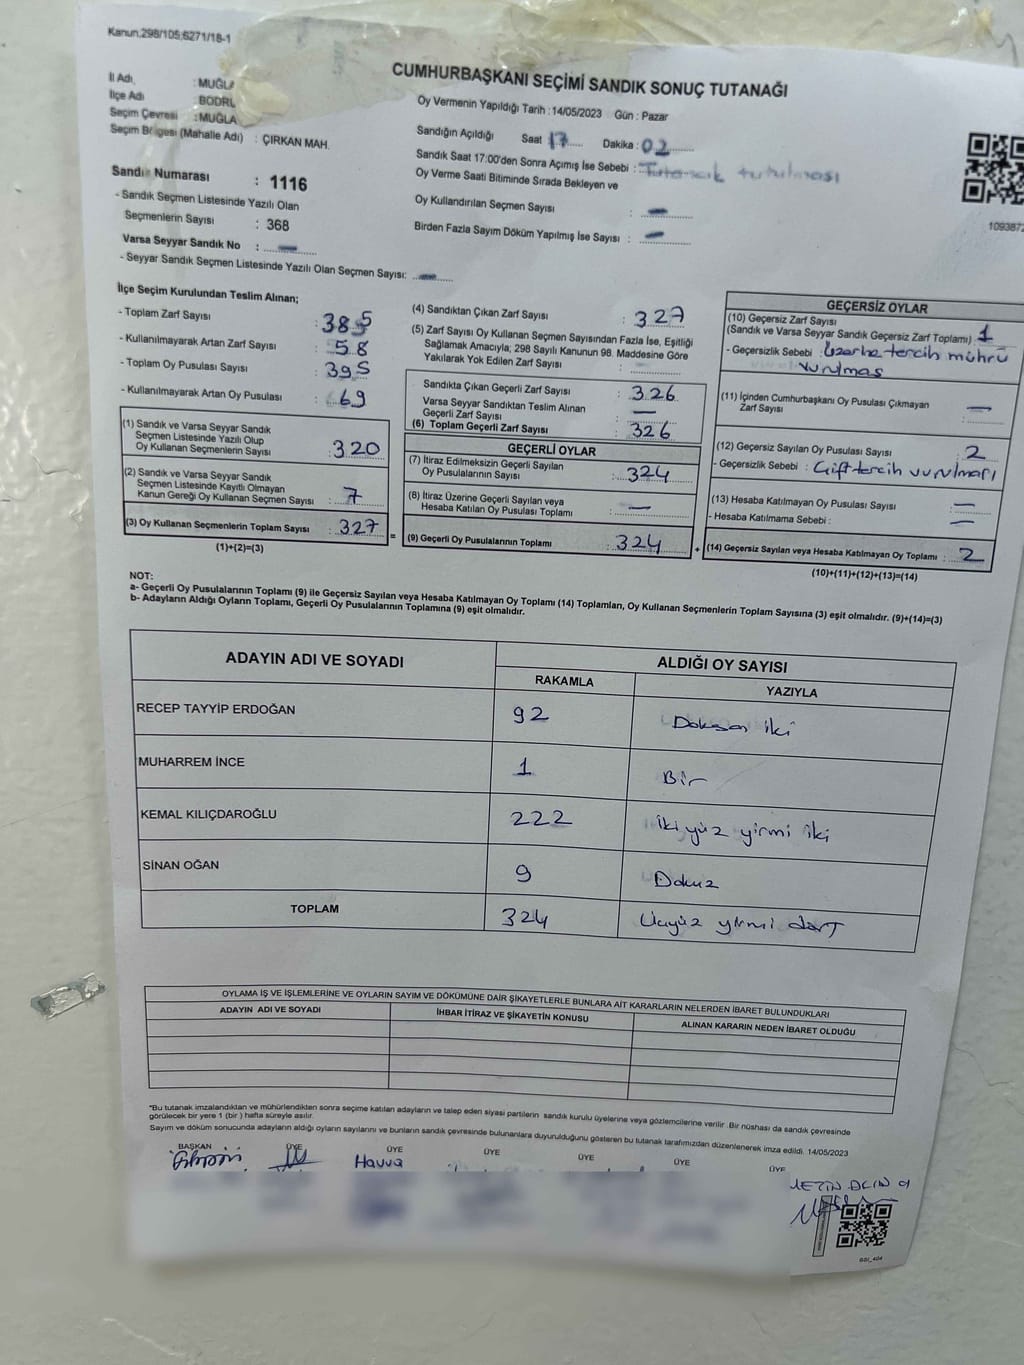 Kanun,298/105;6271/18-1
CUMHURBAŞKANI SEÇİMİ SANDIK SONUÇ TUTANAĞI
İl Adı : MUĞLA
İlçe Adı : BODRU
Seçim Çevresi : MUĞLA
Seçim Bölgesi (Mahalle Adı) : ÇIRKAN MAH.
Oy Vermenin Yapıldığı Tarih :14/05/2023 Gün : Pazar
Sandığın Açıldığı Saat 17 Dakika : 02
Sandık Saat 17:00'den Sonra Açımış İse Sebebi : Tutanak tutulması
Oy Verme Saati Bitiminde Sırada Bekleyen ve
Oy Kullandırılan Seçmen Sayısı : —
Birden Fazla Sayım Döküm Yapılmış İse Sayısı : —
109387
Sandık Numarası : 1116
- Sandık Seçmen Listesinde Yazılı Olan
Seçmenlerin Sayısı : 368
Varsa Seyyar Sandık No : —
- Seyyar Sandık Seçmen Listesinde Yazılı Olan Seçmen Sayısı: —
İlçe Seçim Kurulundan Teslim Alınan;
- Toplam Zarf Sayısı : 385
- Kullanılmayarak Artan Zarf Sayısı : 58
- Toplam Oy Pusulası Sayısı : 395
- Kullanılmayarak Artan Oy Pusulası : 69
(1) Sandık ve Varsa Seyyar Sandık
Seçmen Listesinde Yazılı Olup
Oy Kullanan Seçmenlerin Sayısı : 320
(2) Sandık ve Varsa Seyyar Sandık
Seçmen Listesinde Kayıtlı Olmayan
Kanun Gereği Oy Kullanan Seçmen Sayısı : 7
(3) Oy Kullanan Seçmenlerin Toplam Sayısı : 327
(1)+(2)=(3)
=
(4) Sandıktan Çıkan Zarf Sayısı : 327
(5) Zarf Sayısı Oy Kullanan Seçmen Sayısından Fazla İse, Eşitliği
Sağlamak Amacıyla; 298 Sayılı Kanunun 98. Maddesine Göre
Yakılarak Yok Edilen Zarf Sayısı :
Sandıkta Çıkan Geçerli Zarf Sayısı : 326
Varsa Seyyar Sandıktan Teslim Alınan
Geçerli Zarf Sayısı : —
(6) Toplam Geçerli Zarf Sayısı : 326
GEÇERLİ OYLAR
(7) İtiraz Edilmeksizin Geçerli Sayılan
Oy Pusulalarının Sayısı : 324
(8) İtiraz Üzerine Geçerli Sayılan veya
Hesaba Katılan Oy Pusulası Toplamı : —
(9) Geçerli Oy Pusulalarının Toplamı : 324
+
GEÇERSİZ OYLAR
(10) Geçersiz Zarf Sayısı
(Sandık ve Varsa Seyyar Sandık Geçersiz Zarf Toplamı) : 1
- Geçersizlik Sebebi : Üzerine tercih mührü
vurulması
(11) İçinden Cumhurbaşkanı Oy Pusulası Çıkmayan
Zarf Sayısı : —
(12) Geçersiz Sayılan Oy Pusulası Sayısı : 2
- Geçersizlik Sebebi : Çift tercih vurulması
(13) Hesaba Katılmayan Oy Pusulası Sayısı : —
- Hesaba Katılmama Sebebi : —
(14) Geçersiz Sayılan veya Hesaba Katılmayan Oy Toplamı : 2
(10)+(11)+(12)+(13)=(14)
NOT:
a- Geçerli Oy Pusulalarının Toplamı (9) ile Geçersiz Sayılan veya Hesaba Katılmayan Oy Toplamı (14) Toplamları, Oy Kullanan Seçmenlerin Toplam Sayısına (3) eşit olmalıdır. (9)+(14)=(3)
b- Adayların Aldığı Oyların Toplamı, Geçerli Oy Pusulalarının Toplamına (9) eşit olmalıdır.
ADAYIN ADI VE SOYADI
ALDIĞI OY SAYISI
RAKAMLA YAZIYLA
RECEP TAYYİP ERDOĞAN 92 Doksan iki
MUHARREM İNCE 1 Bir
KEMAL KILIÇDAROĞLU 222 İki yüz yirmi iki
SİNAN OĞAN 9 Dokuz
TOPLAM 324 Üçyüz yirmi dört
OYLAMA İŞ VE İŞLEMLERİNE VE OYLARIN SAYIM VE DÖKÜMÜNE DAİR ŞİKAYETLERLE BUNLARA AİT KARARLARIN NELERDEN İBARET BULUNDUKLARI
ADAYIN ADI VE SOYADI İHBAR İTİRAZ VE ŞİKAYETİN KONUSU ALINAN KARARIN NEDEN İBARET OLDUĞU
*Bu tutanak imzalandıktan ve mühürlendikten sonra seçime katılan adayların ve talep eden siyasi partilerin sandık kurulu üyelerine veya gözlemcilerine verilir .Bir nüshası da sandık çevresinde
görülecek bir yere 1 (bir ) hafta süreyle asılır.
Sayım ve döküm sonucunda adayların aldığı oyların sayılarını ve bunların sandık çevresinde bulunanlara duyurulduğunu gösteren bu tutanak tarafımızdan düzenlenerek imza edildi. 14/05/2023
BAŞKAN ÜYE ÜYE ÜYE ÜYE ÜYE ÜYE
Havva
METİN